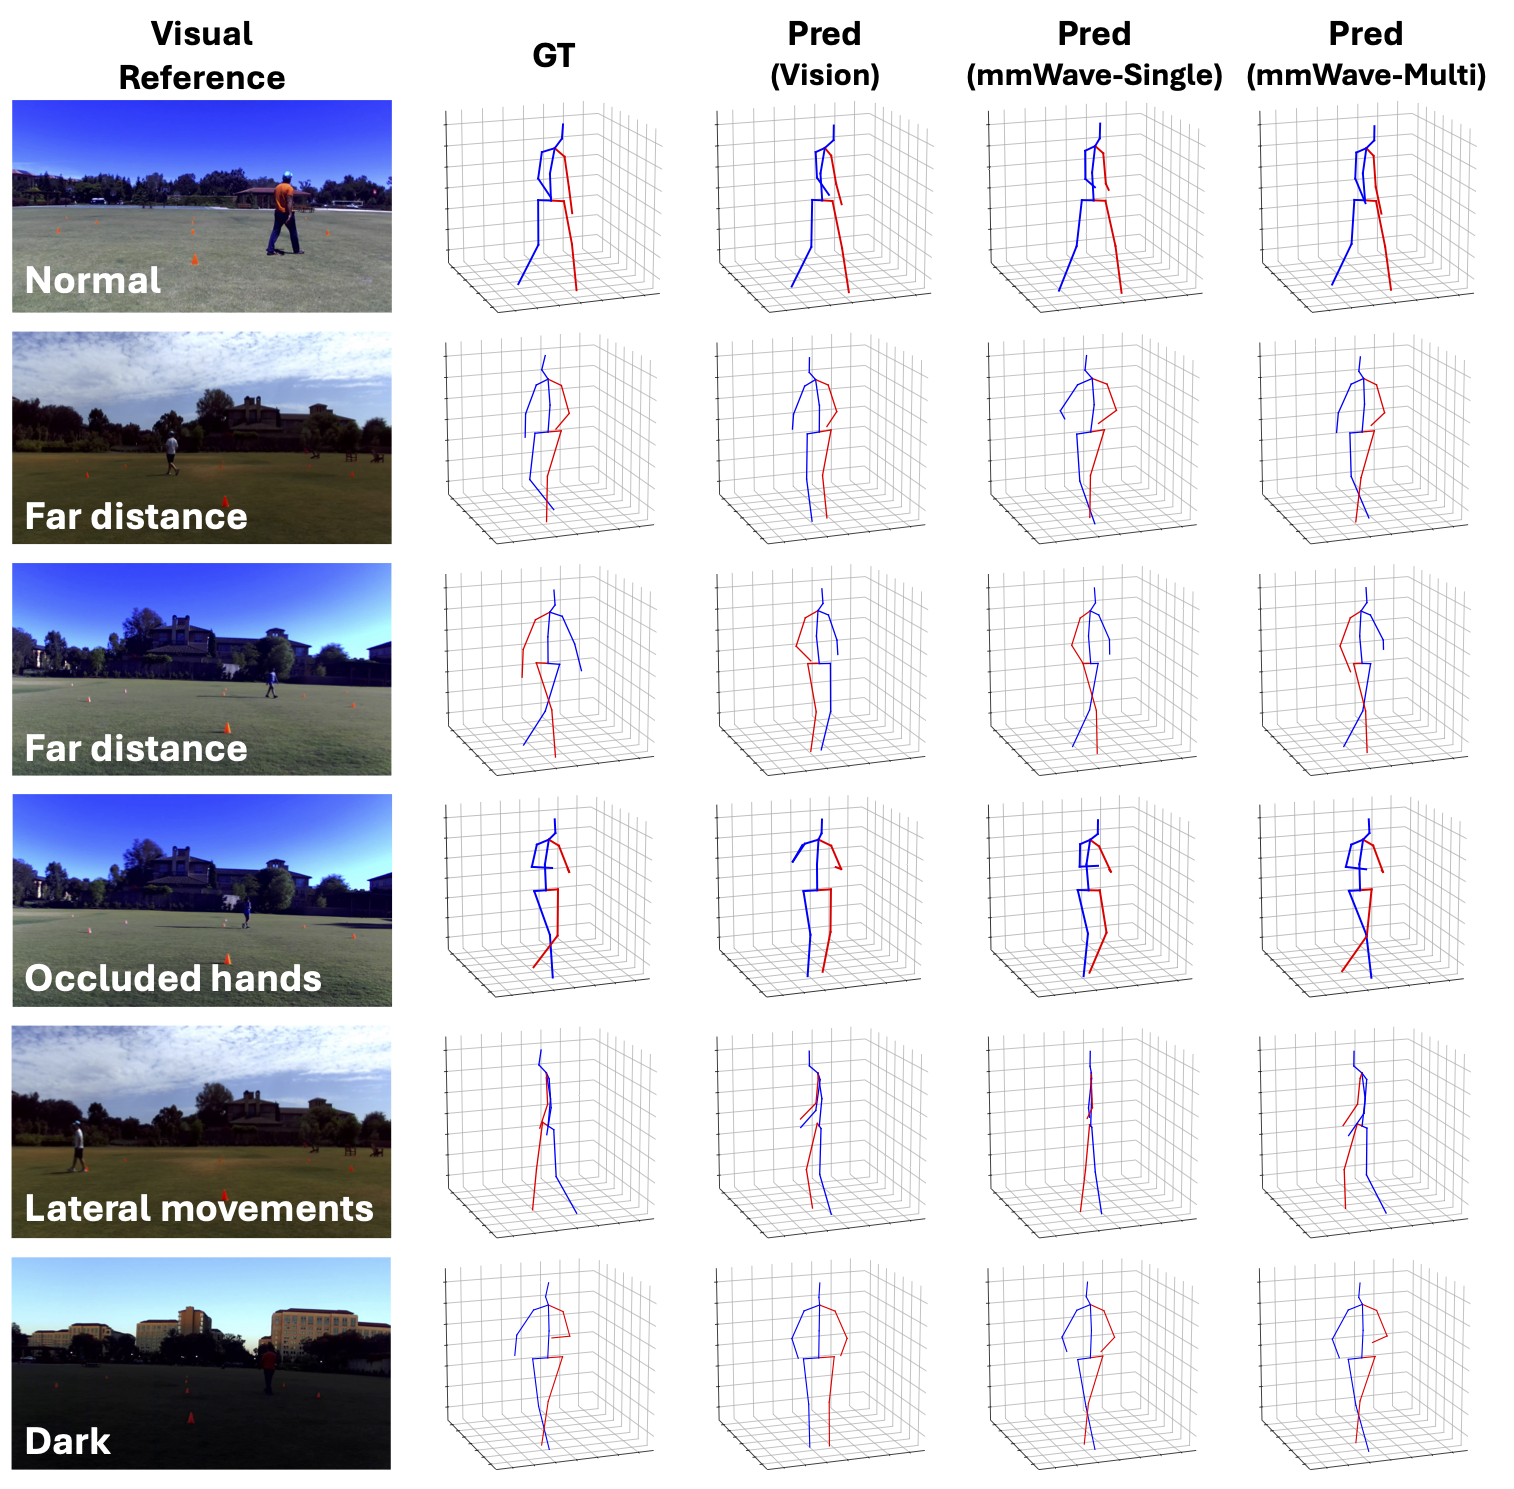 Visual
Reference
GT
Pred
(Vision)
Pred
(mmWave-Single)
Pred
(mmWave-Multi)
Normal
Far distance
Far distance
Occluded hands
Lateral movements
Dark